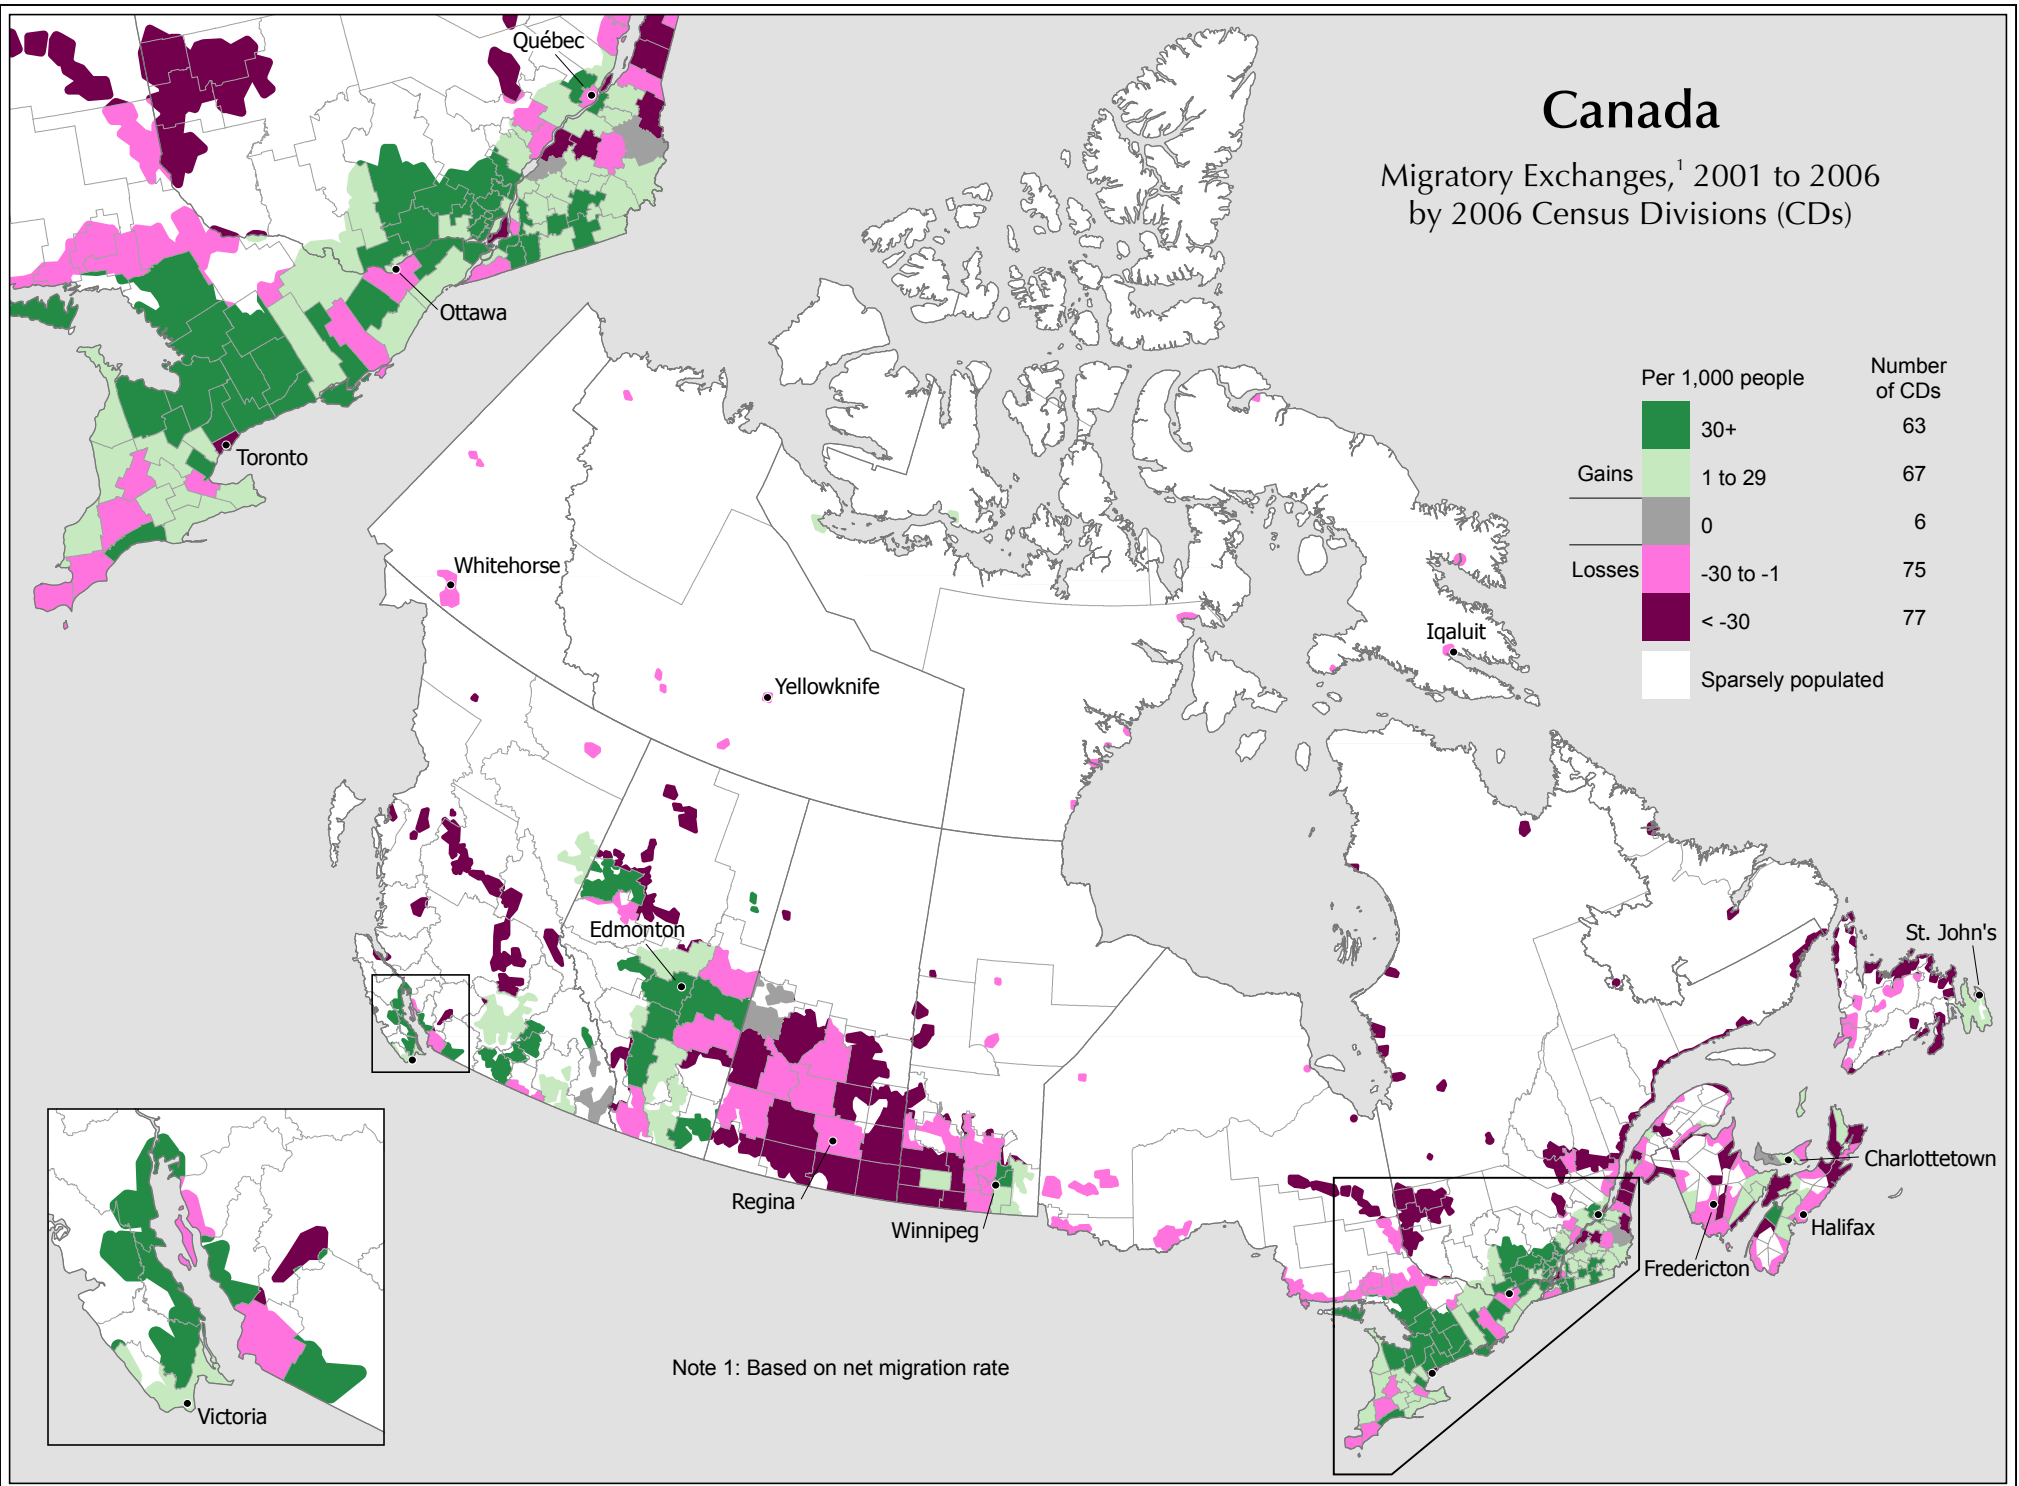 Canada
Migratory Exchanges,¹ 2001 to 2006
by 2006 Census Divisions (CDs)
Québec
Ottawa
Toronto
Whitehorse
Yellowknife
Iqaluit
Per 1,000 people
Number
of CDs
30+ 63
Gains 1 to 29 67
0 6
Losses -30 to -1 75
< -30 77
Sparsely populated
Edmonton
St. John's
Regina
Winnipeg
Charlottetown
Halifax
Fredericton
Victoria
Note 1: Based on net migration rate